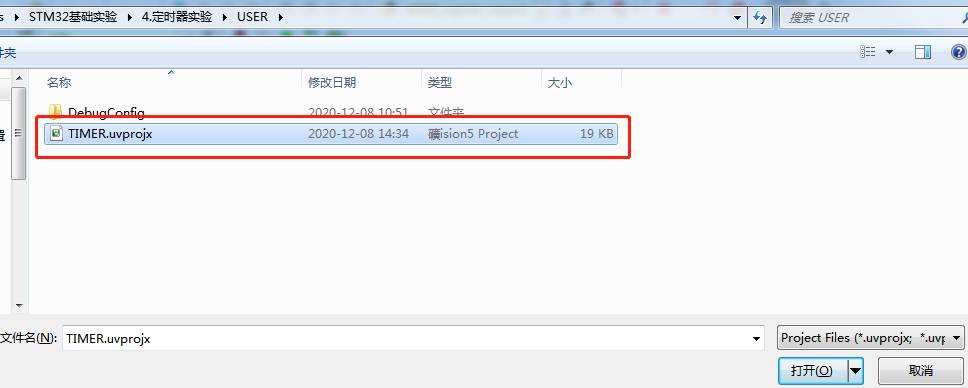 s ▸ STM32基础实验 ▸ 4.定时器实验 ▸ USER ▸
搜索 USER
件夹
名称 修改日期 类型 大小
DebugConfig 2020-12-08 10:51 文件夹
TIMER.uvprojx 2020-12-08 14:34 礦ision5 Project 19 KB
置
文件名(N): TIMER.uvprojx
Project Files (*.uvprojx; *.uvp
打开(O) 取消